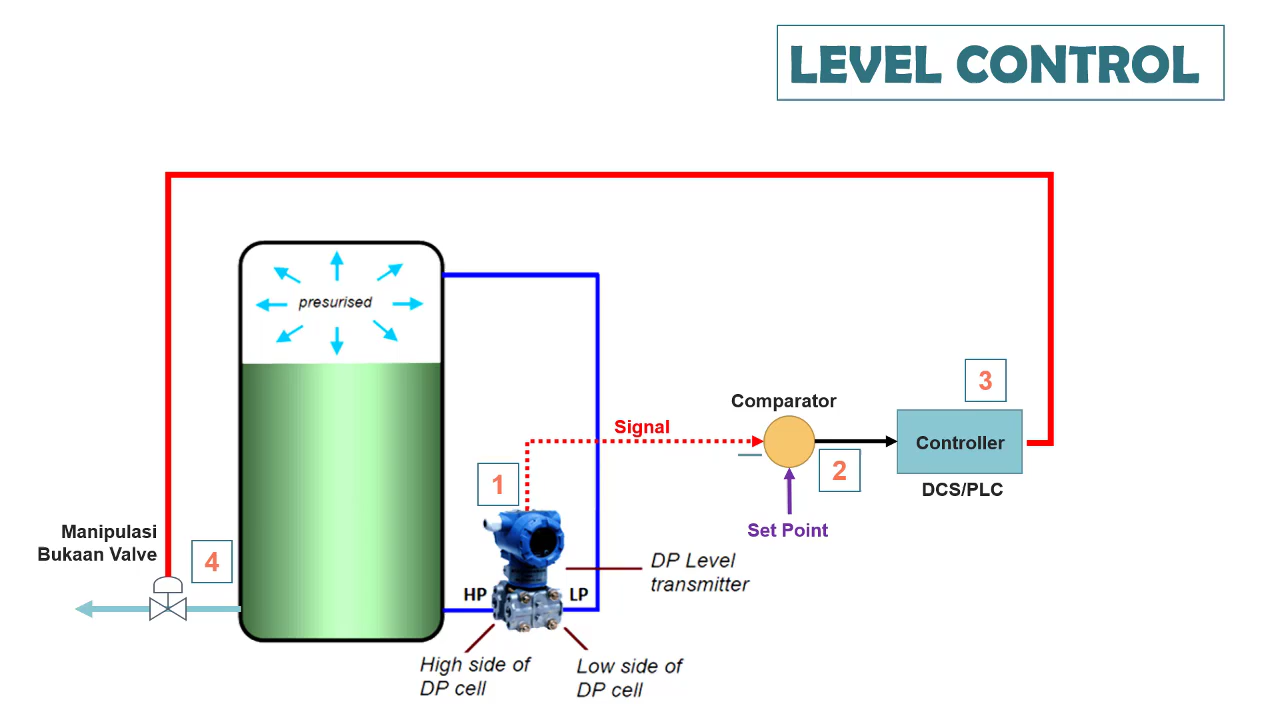 LEVEL CONTROL
presurised
3
Comparator
Signal
Controller
2
1
DCS/PLC
Set Point
Manipulasi
Bukaan Valve
4
DP Level
transmitter
HP
LP
High side of
DP cell
Low side of
DP cell